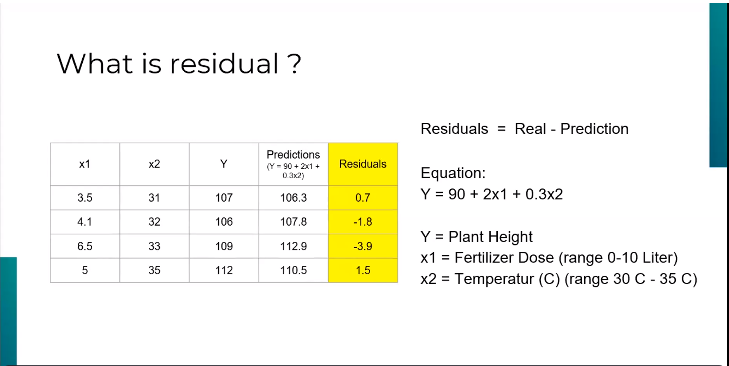 What is residual ?
x1 x2 Y Predictions (Y = 90 + 2x1 + 0.3x2) Residuals
3.5 31 107 106.3 0.7
4.1 32 106 107.8 -1.8
6.5 33 109 112.9 -3.9
5 35 112 110.5 1.5
Residuals = Real - Prediction
Equation:
Y = 90 + 2x1 + 0.3x2
Y = Plant Height
x1 = Fertilizer Dose (range 0-10 Liter)
x2 = Temperatur (C) (range 30 C - 35 C)